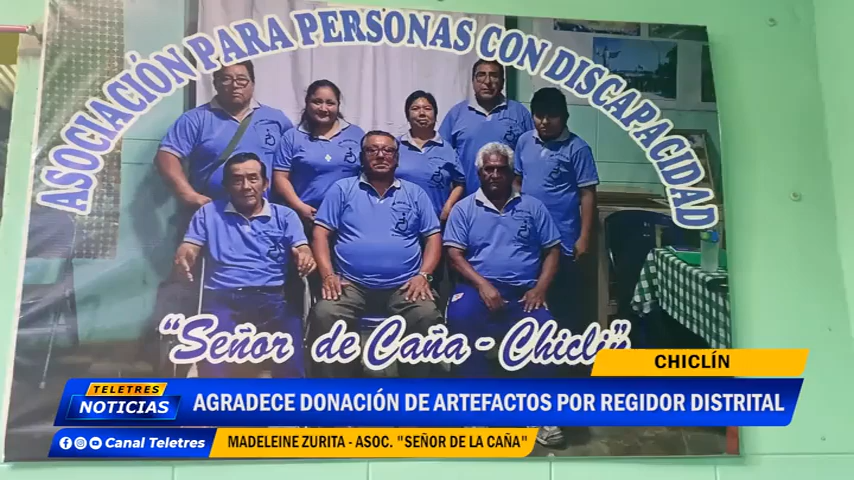 ASOCIACIÓN PARA PERSONAS CON DISCAPACIDAD
"Señor de Caña - Chiclín"
CHICLÍN
TELETRES
NOTICIAS
AGRADECE DONACIÓN DE ARTEFACTOS POR REGIDOR DISTRITAL
Canal Teletres
MADELEINE ZURITA - ASOC. "SEÑOR DE LA CAÑA"